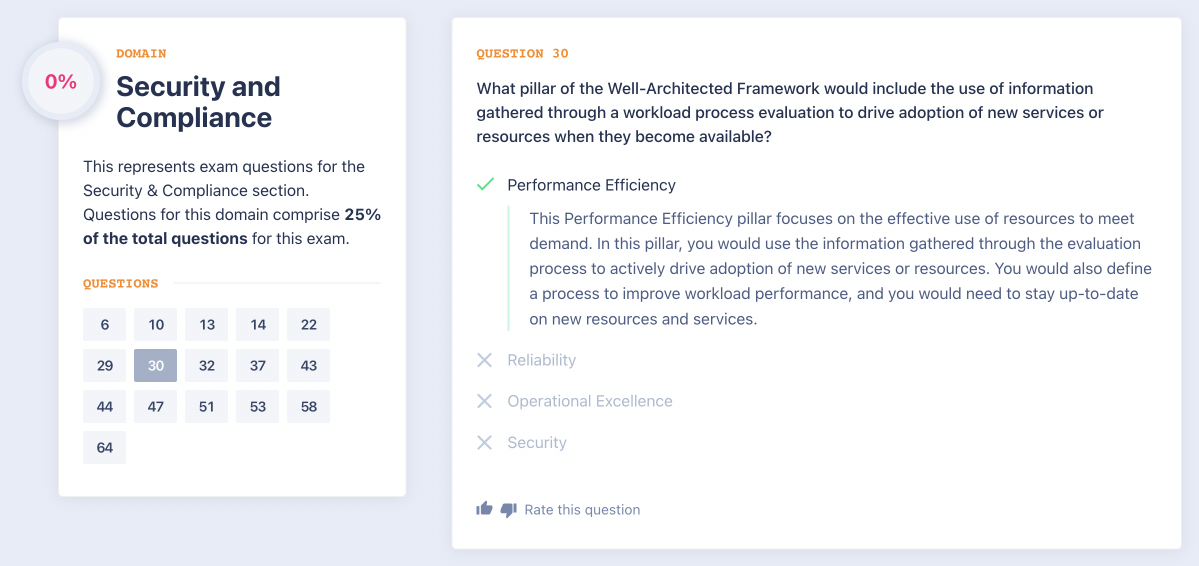 0%
DOMAIN
Security and
Compliance
This represents exam questions for the
Security & Compliance section.
Questions for this domain comprise 25%
of the total questions for this exam.
QUESTIONS
6 10 13 14 22
29 30 32 37 43
44 47 51 53 58
64
QUESTION 30
What pillar of the Well-Architected Framework would include the use of information
gathered through a workload process evaluation to drive adoption of new services or
resources when they become available?
Performance Efficiency
This Performance Efficiency pillar focuses on the effective use of resources to meet
demand. In this pillar, you would use the information gathered through the evaluation
process to actively drive adoption of new services or resources. You would also define
a process to improve workload performance, and you would need to stay up-to-date
on new resources and services.
Reliability
Operational Excellence
Security
Rate this question